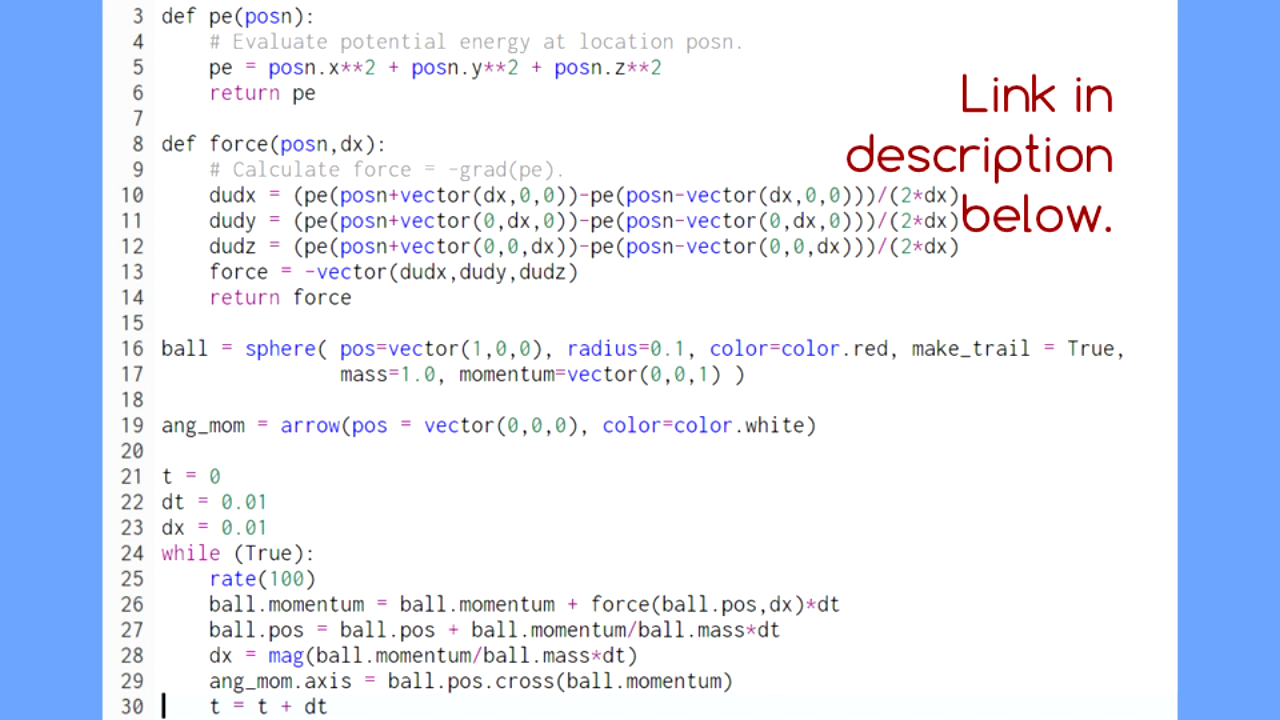 3 def pe(posn):
4     # Evaluate potential energy at location posn.
5     pe = posn.x**2 + posn.y**2 + posn.z**2
6     return pe
7
8 def force(posn,dx):
9     # Calculate force = -grad(pe).
10     dudx = (pe(posn+vector(dx,0,0))-pe(posn-vector(dx,0,0)))/(2*dx)
11     dudy = (pe(posn+vector(0,dx,0))-pe(posn-vector(0,dx,0)))/(2*dx)
12     dudz = (pe(posn+vector(0,0,dx))-pe(posn-vector(0,0,dx)))/(2*dx)
13     force = -vector(dudx,dudy,dudz)
14     return force
15
16 ball = sphere( pos=vector(1,0,0), radius=0.1, color=color.red, make_trail = True,
17                mass=1.0, momentum=vector(0,0,1) )
18
19 ang_mom = arrow(pos = vector(0,0,0), color=color.white)
20
21 t = 0
22 dt = 0.01
23 dx = 0.01
24 while (True):
25     rate(100)
26     ball.momentum = ball.momentum + force(ball.pos,dx)*dt
27     ball.pos = ball.pos + ball.momentum/ball.mass*dt
28     dx = mag(ball.momentum/ball.mass*dt)
29     ang_mom.axis = ball.pos.cross(ball.momentum)
30     t = t + dt
Link in
description
below.